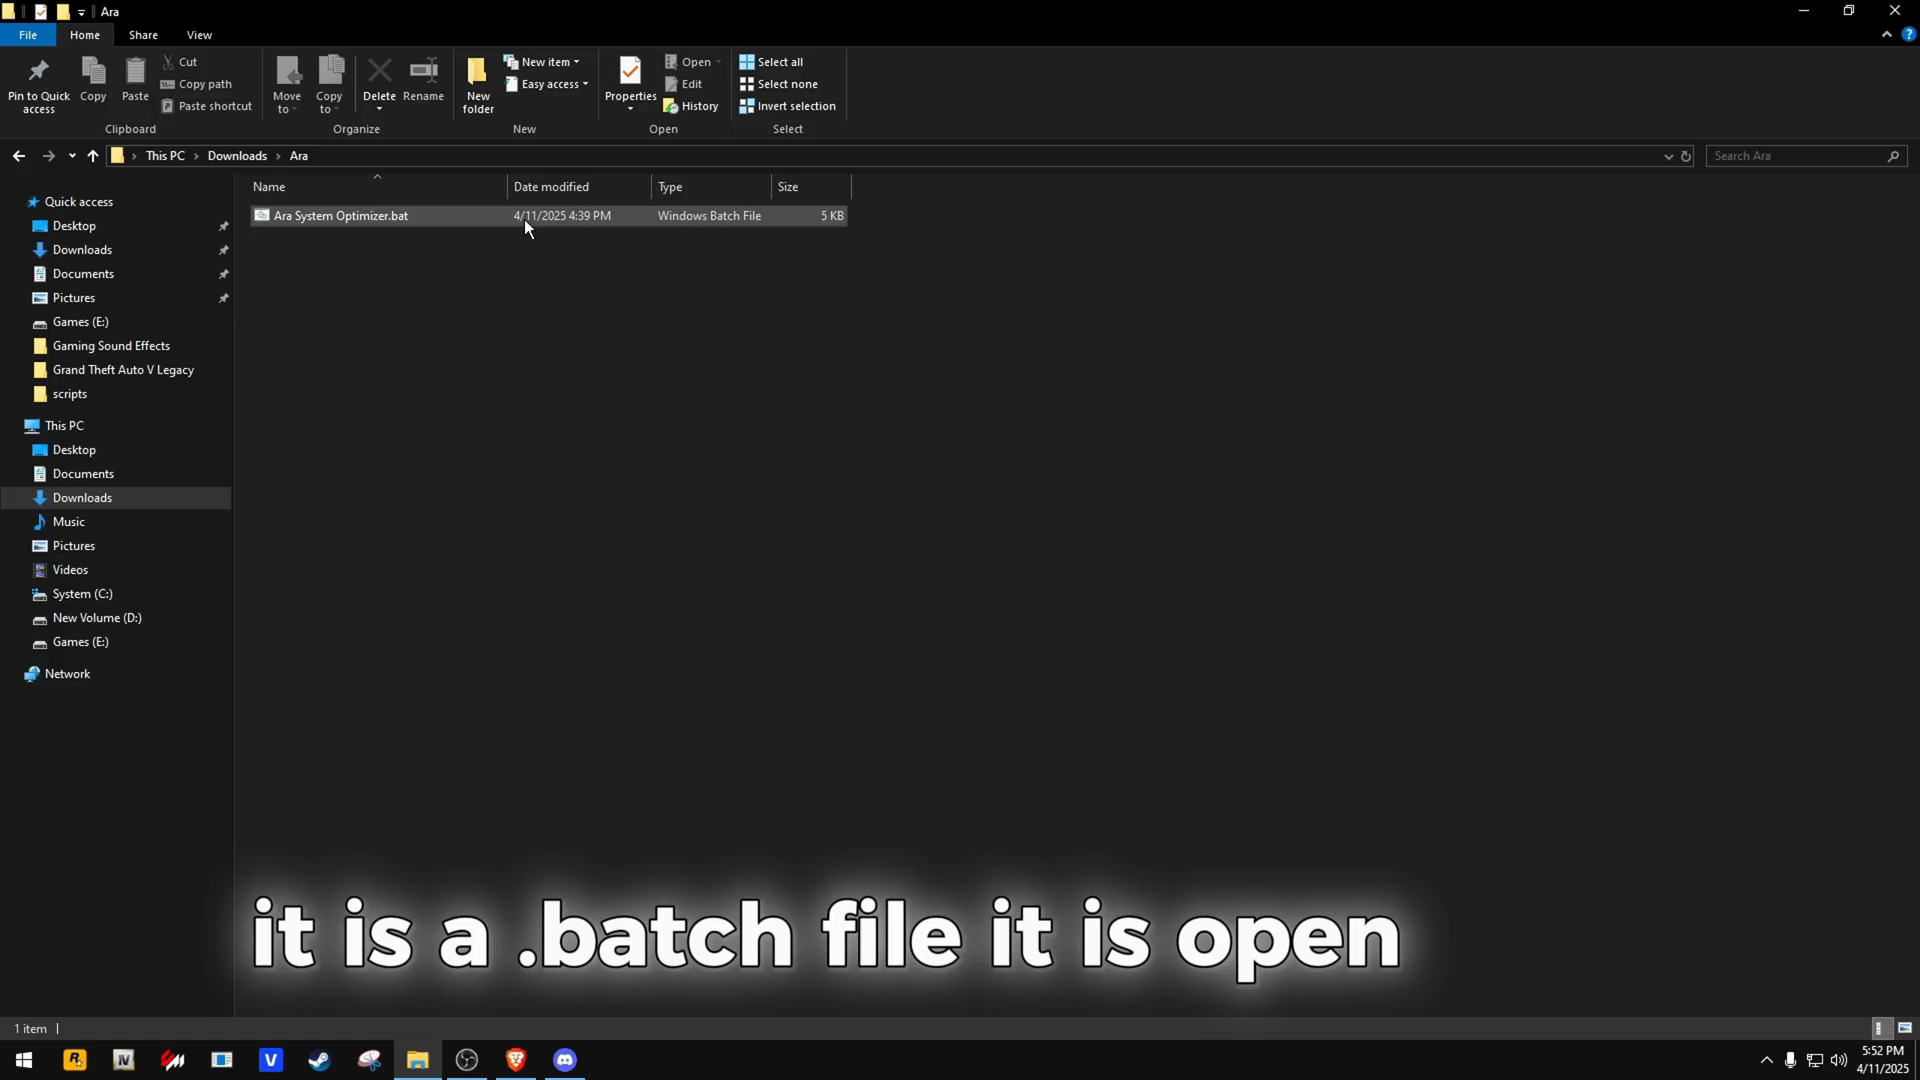 Ara
File Home Share View
Pin to Quick access
Copy
Paste
Cut
Copy path
Paste shortcut
Clipboard
Move to
Copy to
Delete
Rename
Organize
New folder
New item
Easy access
New
Properties
Open
Edit
History
Open
Select all
Select none
Invert selection
Select
This PC › Downloads › Ara
Search Ara
Name Date modified Type Size
Ara System Optimizer.bat 4/11/2025 4:39 PM Windows Batch File 5 KB
Quick access
Desktop
Downloads
Documents
Pictures
Games (E:)
Gaming Sound Effects
Grand Theft Auto V Legacy
scripts
This PC
Desktop
Documents
Downloads
Music
Pictures
Videos
System (C:)
New Volume (D:)
Games (E:)
Network
it is a .batch file it is open
1 item
5:52 PM
4/11/2025